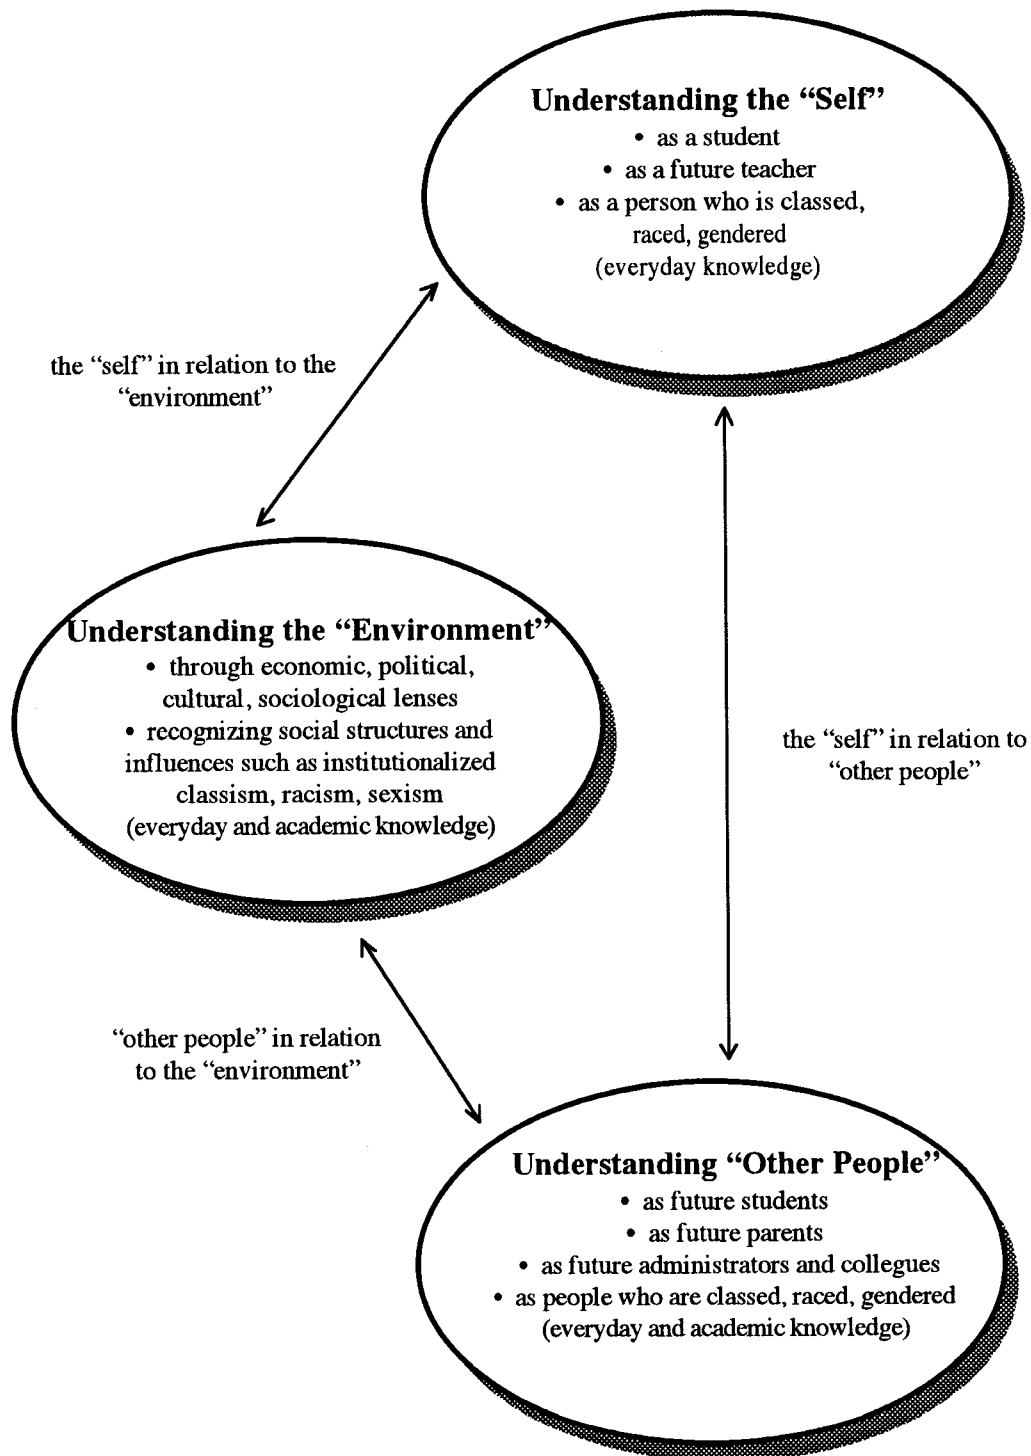 Understanding the “Self”
• as a student
• as a future teacher
• as a person who is classed,
raced, gendered
(everyday knowledge)
the “self” in relation to the
“environment”
Understanding the “Environment”
• through economic, political,
cultural, sociological lenses
• recognizing social structures and
influences such as institutionalized
classism, racism, sexism
(everyday and academic knowledge)
the “self” in relation to
“other people”
“other people” in relation
to the “environment”
Understanding “Other People”
• as future students
• as future parents
• as future administrators and collegues
• as people who are classed, raced, gendered
(everyday and academic knowledge)